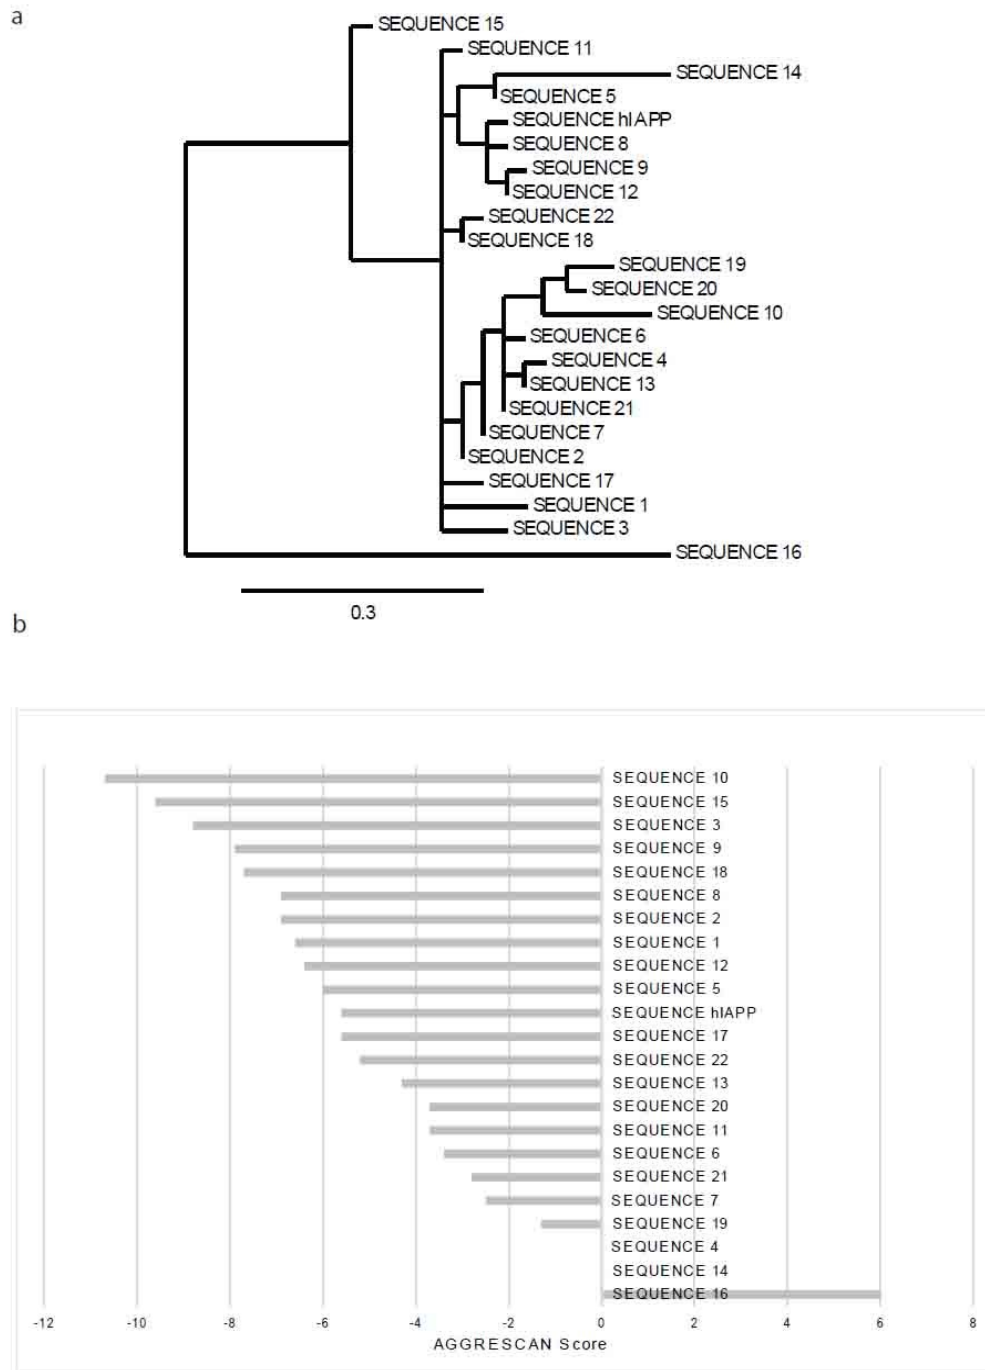 a
SEQUENCE 15
SEQUENCE 11
SEQUENCE 14
SEQUENCE 5
SEQUENCE hIAPP
SEQUENCE 8
SEQUENCE 9
SEQUENCE 12
SEQUENCE 22
SEQUENCE 18
SEQUENCE 19
SEQUENCE 20
SEQUENCE 10
SEQUENCE 6
SEQUENCE 4
SEQUENCE 13
SEQUENCE 21
SEQUENCE 7
SEQUENCE 2
SEQUENCE 17
SEQUENCE 1
SEQUENCE 3
SEQUENCE 16
0.3
b
SEQUENCE 10
SEQUENCE 15
SEQUENCE 3
SEQUENCE 9
SEQUENCE 18
SEQUENCE 8
SEQUENCE 2
SEQUENCE 1
SEQUENCE 12
SEQUENCE 5
SEQUENCE hIAPP
SEQUENCE 17
SEQUENCE 22
SEQUENCE 13
SEQUENCE 20
SEQUENCE 11
SEQUENCE 6
SEQUENCE 21
SEQUENCE 7
SEQUENCE 19
SEQUENCE 4
SEQUENCE 14
SEQUENCE 16
-12 -10 -8 -6 -4 -2 0 2 4 6 8
AGGRESCAN Score